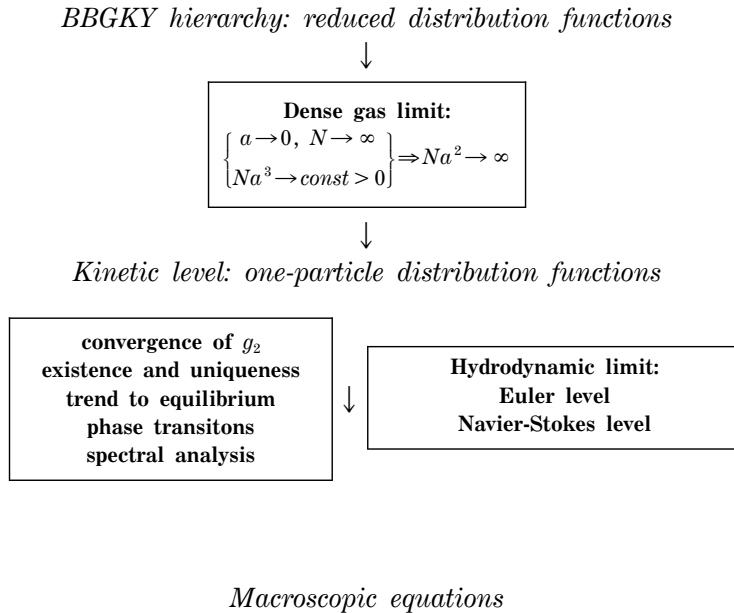 BBGKY hierarchy: reduced distribution functions
↓
Dense gas limit:
{a→0, N→∞
Na³→const>0}⇒Na²→∞
↓
Kinetic level: one-particle distribution functions
convergence of g₂
existence and uniqueness
trend to equilibrium
phase transitons
spectral analysis
↓
Hydrodynamic limit:
Euler level
Navier-Stokes level
Macroscopic equations